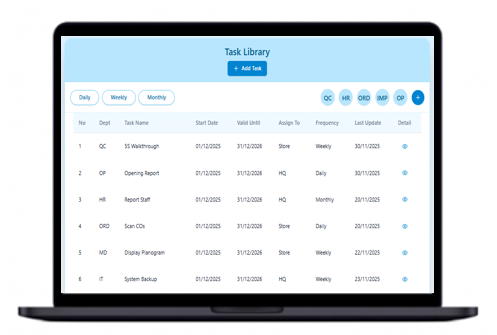 Task Library
+ Add Task
Daily Weekly Monthly QC HR ORD IMP OP +
No Dept Task Name Start Date Valid Until Assign To Frequency Last Update Detail
1 QC 5S Walkthrough 01/12/2025 31/12/2026 Store Weekly 30/11/2025
2 OP Opening Report 01/12/2025 31/12/2026 HQ Daily 30/11/2025
3 HR Report Staff 01/12/2025 31/12/2026 HQ Monthly 20/11/2025
4 ORD Scan COs 01/12/2025 31/12/2026 Store Daily 20/11/2025
5 MD Display Planogram 01/12/2025 31/12/2026 Store Weekly 22/11/2025
6 IT System Backup 01/12/2025 31/12/2026 HQ Weekly 23/11/2025